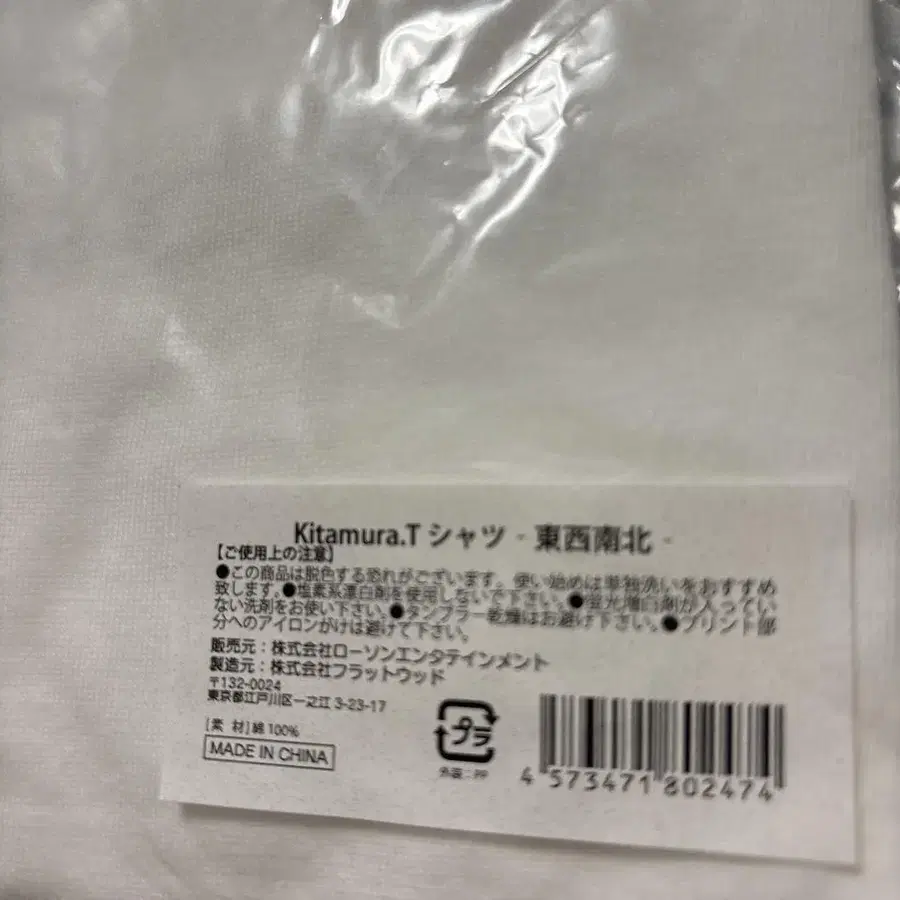 Kitamura.T シャツ - 東西南北 -
【ご使用上の注意】
●この商品は脱色する恐れがございます。使い始めは単独洗いをおすすめ
致します。●塩素系漂白剤を使用しないで下さい。●蛍光増白剤が入ってい
ない洗剤をお使い下さい。●タンブラー乾燥はお避け下さい。●プリント部
分へのアイロンがけは避けて下さい。
販売元：株式会社ローソンエンタテインメント
製造元：株式会社フラットウッド
〒132-0024
東京都江戸川区一之江 3-23-17
[素 材] 綿 100%
MADE IN CHINA
プラ
外装：PP
4 573471 802474